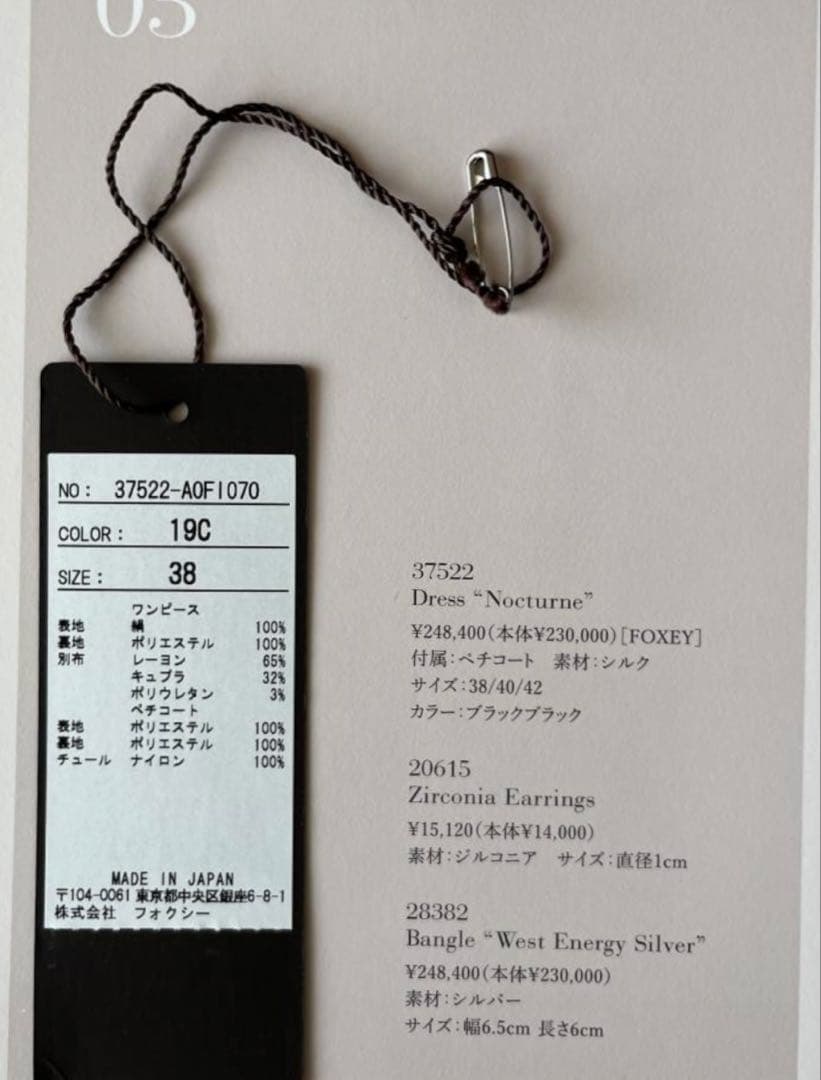 05
NO: 37522-A0FI070
COLOR: 19C
SIZE: 38
ワンピース
表地 絹 100%
裏地 ポリエステル 100%
別布 レーヨン 65%
キュプラ 32%
ポリウレタン 3%
ペチコート
表地 ポリエステル 100%
裏地 ポリエステル 100%
チュール ナイロン 100%
MADE IN JAPAN
〒104-0061 東京都中央区銀座6-8-1
株式会社 フォクシー
37522
Dress “Nocturne”
¥248,400(本体¥230,000)[FOXEY]
付属:ペチコート 素材:シルク
サイズ:38/40/42
カラー:ブラックブラック
20615
Zirconia Earrings
¥15,120(本体¥14,000)
素材:ジルコニア サイズ:直径1cm
28382
Bangle “West Energy Silver”
¥248,400(本体¥230,000)
素材:シルバー
サイズ:幅6.5cm 長さ6cm